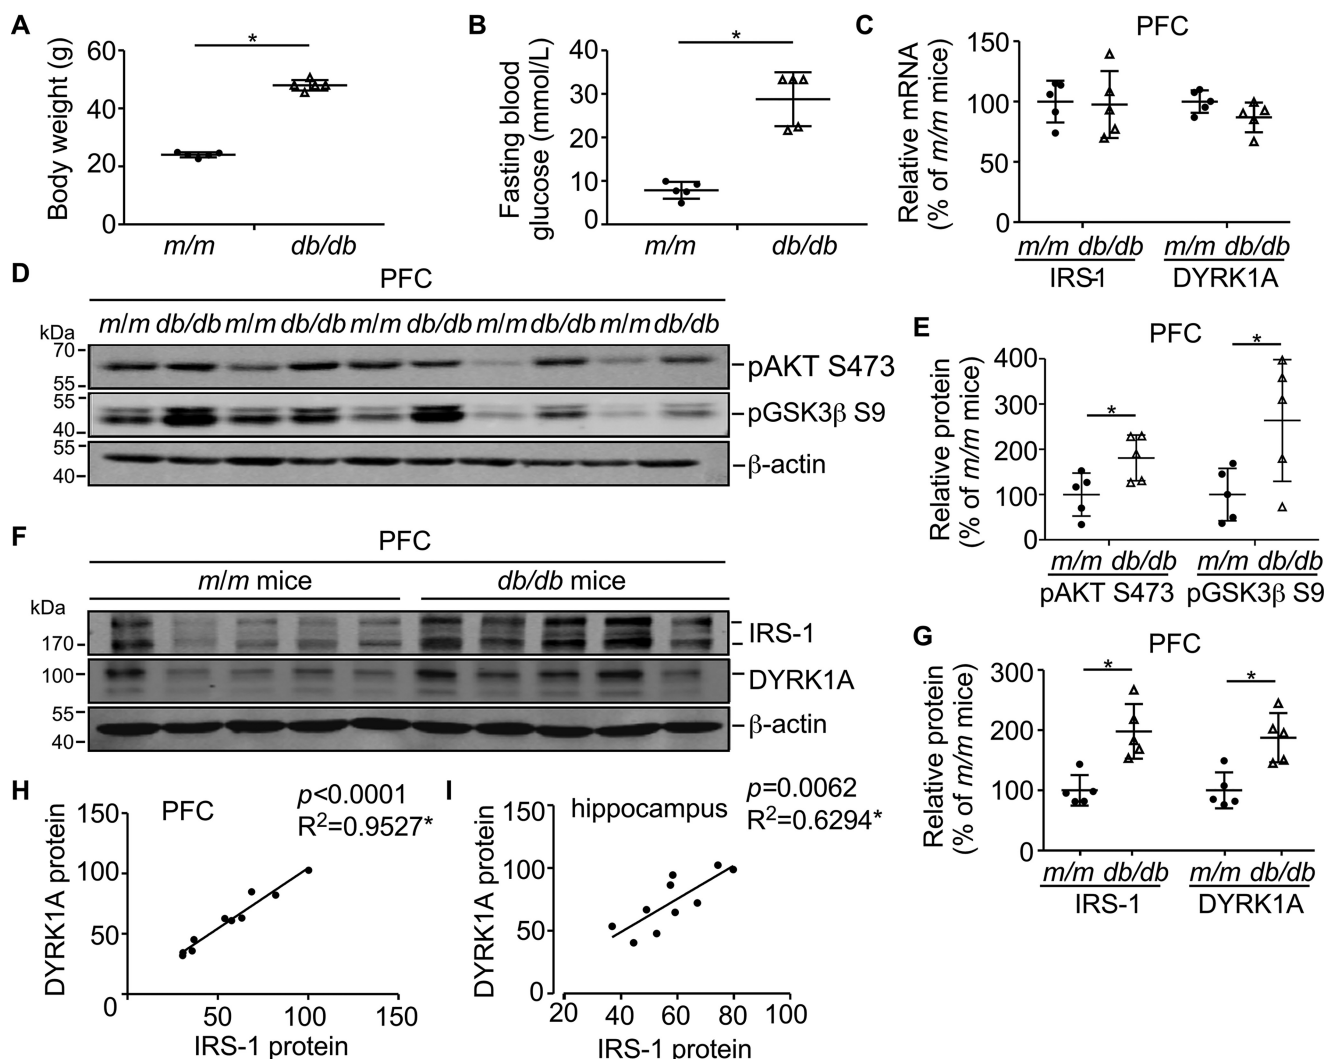 A
Body weight (g)
60
40
20
0
*
m/m
db/db
B
Fasting blood
glucose (mmol/L)
40
30
20
10
0
*
m/m
db/db
C
PFC
Relative mRNA
(% of m/m mice)
150
100
50
0
m/m db/db
m/m db/db
IRS-1
DYRK1A
D
PFC
m/m db/db m/m db/db m/m db/db m/m db/db m/m db/db
kDa
70
55
pAKT S473
55
40
pGSK3β S9
55
40
β-actin
E
PFC
Relative protein
(% of m/m mice)
400
300
200
100
0
*
*
m/m db/db
m/m db/db
pAKT S473
pGSK3β S9
F
PFC
m/m mice
db/db mice
kDa
170
IRS-1
100
DYRK1A
55
40
β-actin
G
PFC
Relative protein
(% of m/m mice)
300
200
100
0
*
*
m/m db/db
m/m db/db
IRS-1
DYRK1A
H
PFC
p<0.0001
R²=0.9527*
DYRK1A protein
150
100
50
0
50
100
150
IRS-1 protein
I
hippocampus
p=0.0062
R²=0.6294*
DYRK1A protein
150
100
50
0
20
40
60
80
100
IRS-1 protein